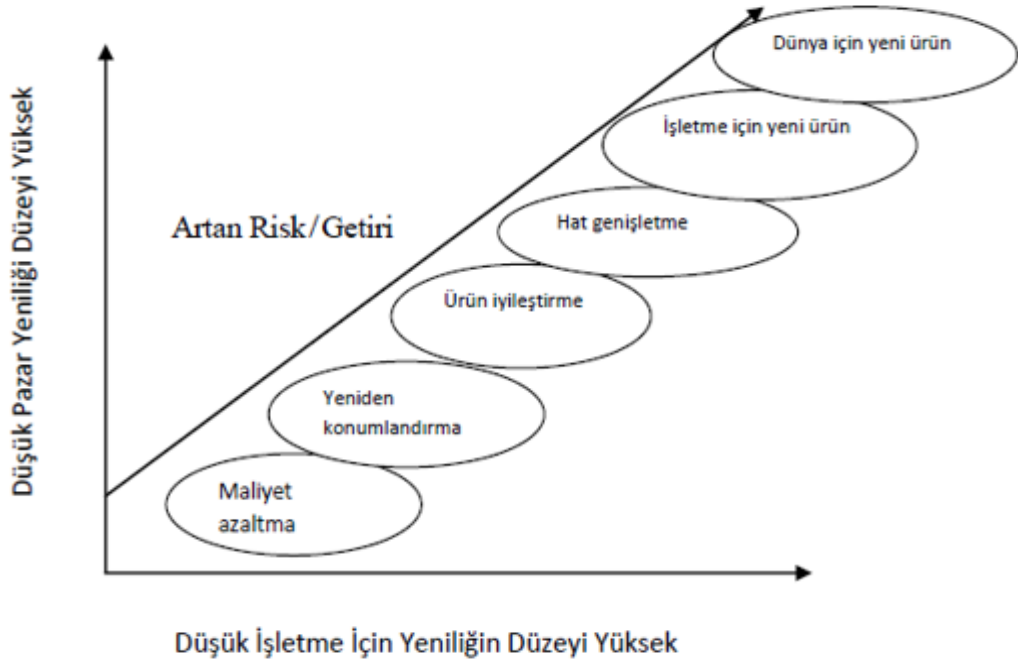 Dünya için yeni ürün
İşletme için yeni ürün
Hat genişletme
Artan Risk/Getiri
Ürün iyileştirme
Yeniden
konumlandırma
Maliyet
azaltma
Düşük Pazar Yeniliği Düzeyi Yüksek
Düşük İşletme İçin Yeniliğin Düzeyi Yüksek